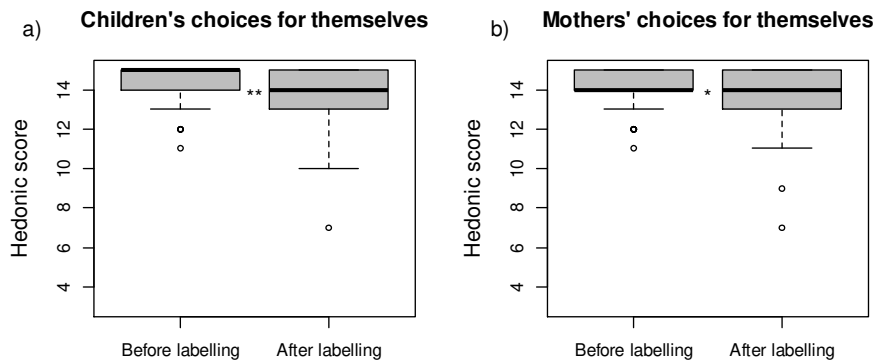 a) Children's choices for themselves
Hedonic score
14
12
10
8
6
4
**
Before labelling After labelling
b) Mothers' choices for themselves
Hedonic score
14
12
10
8
6
4
*
Before labelling After labelling